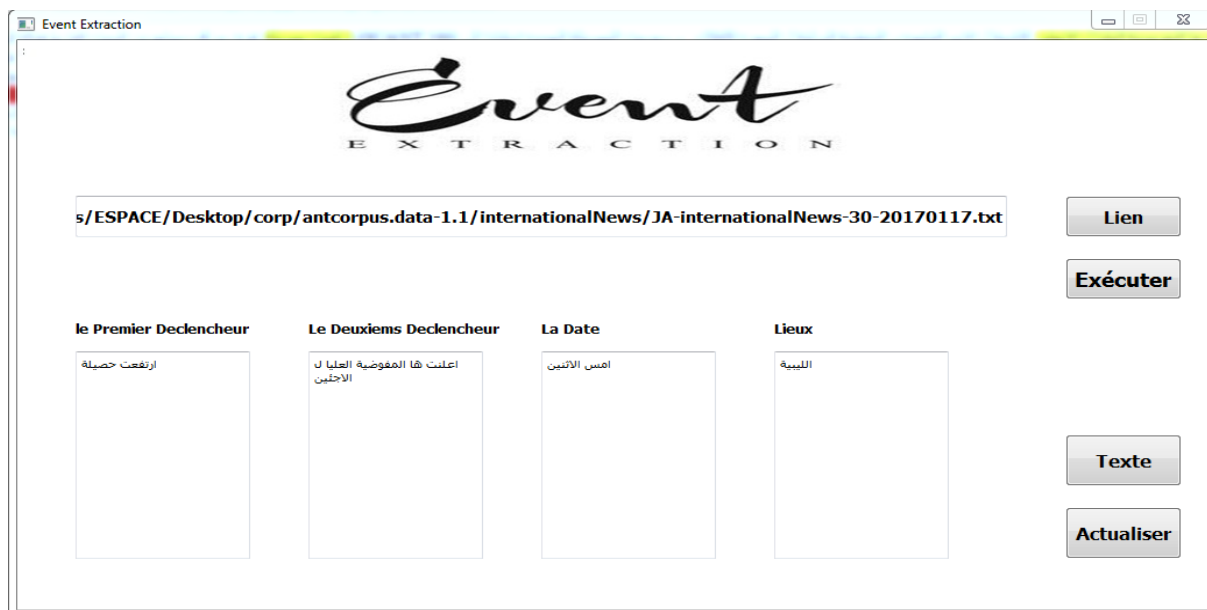 Event Extraction
Event
EXTRACTION
s/ESPACE/Desktop/corp/antcorpus.data-1.1/internationalNews/JA-internationalNews-30-20170117.txt
Lien
Exécuter
le Premier Declencheur
Le Deuxiems Declencheur
La Date
Lieux
ارتفعت حصيلة
اعلنت ها المفوضية العليا ل
الاجئين
امس الاثنين
الليبية
Texte
Actualiser